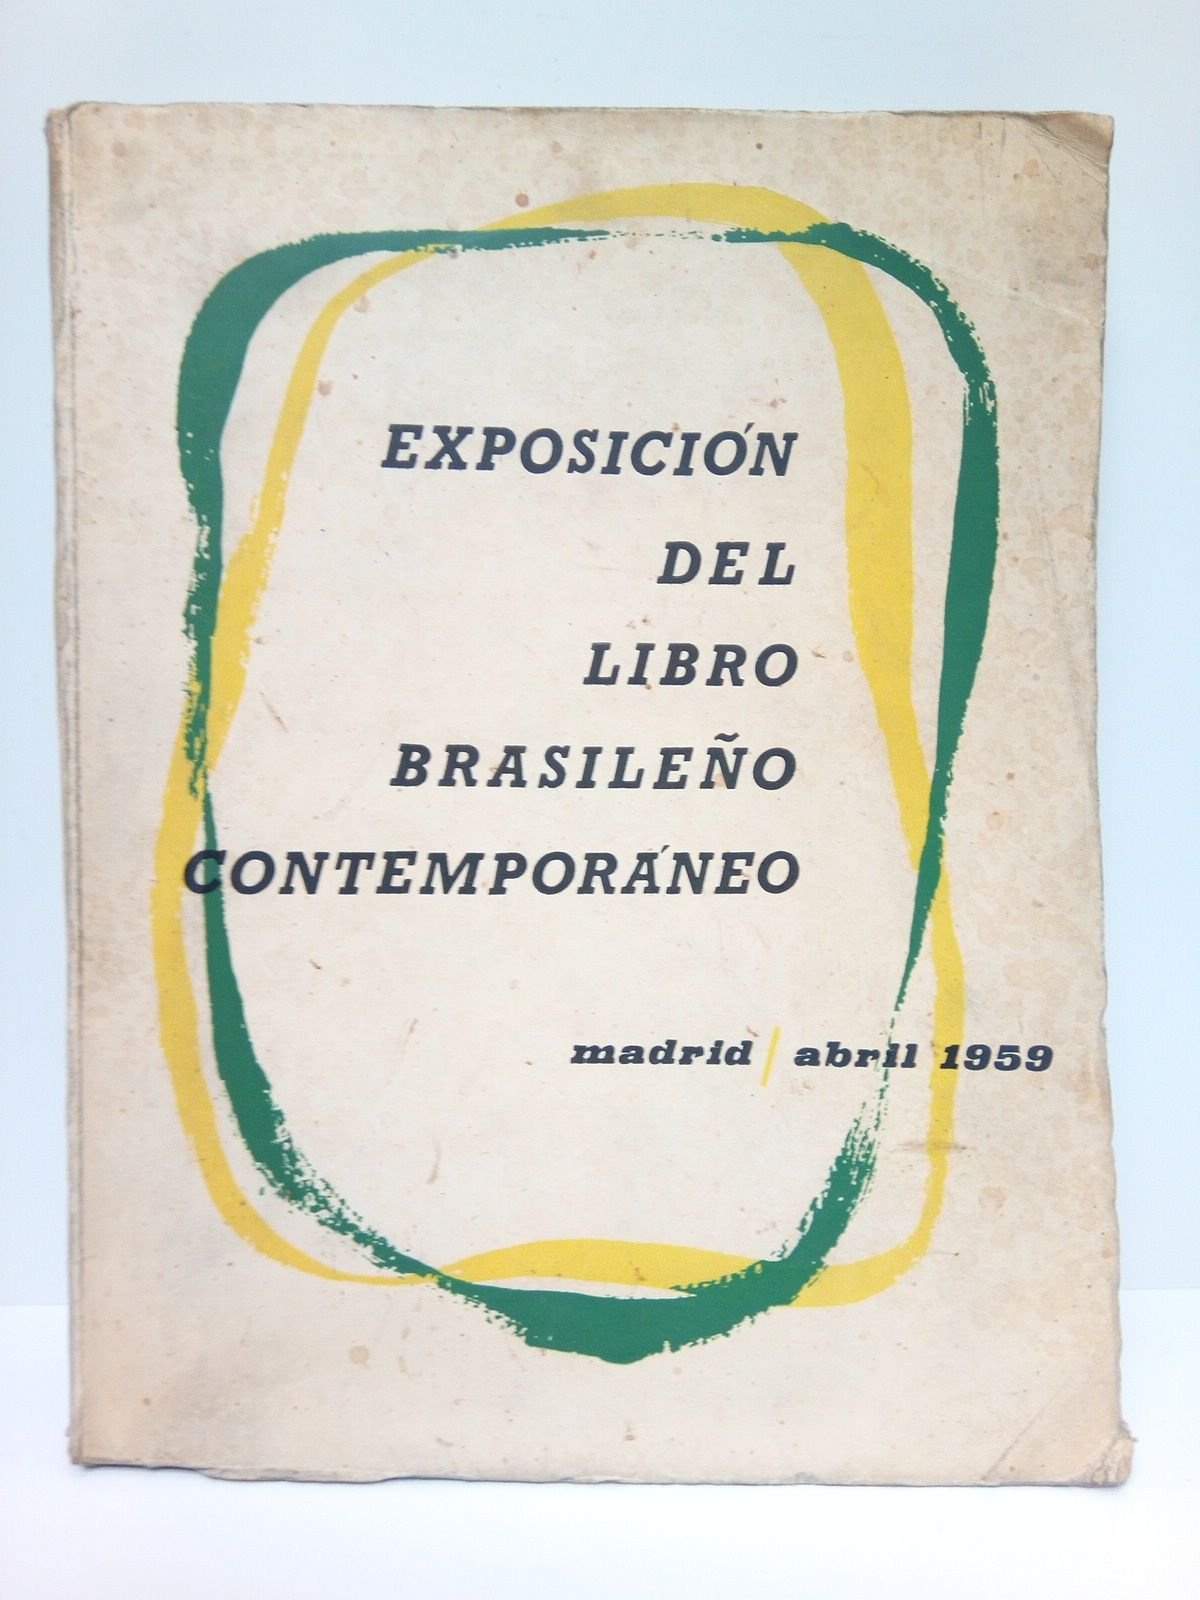 EXPOSICIÓN
DEL
LIBRO
BRASILEÑO
CONTEMPORÁNEO
madrid / abril 1959